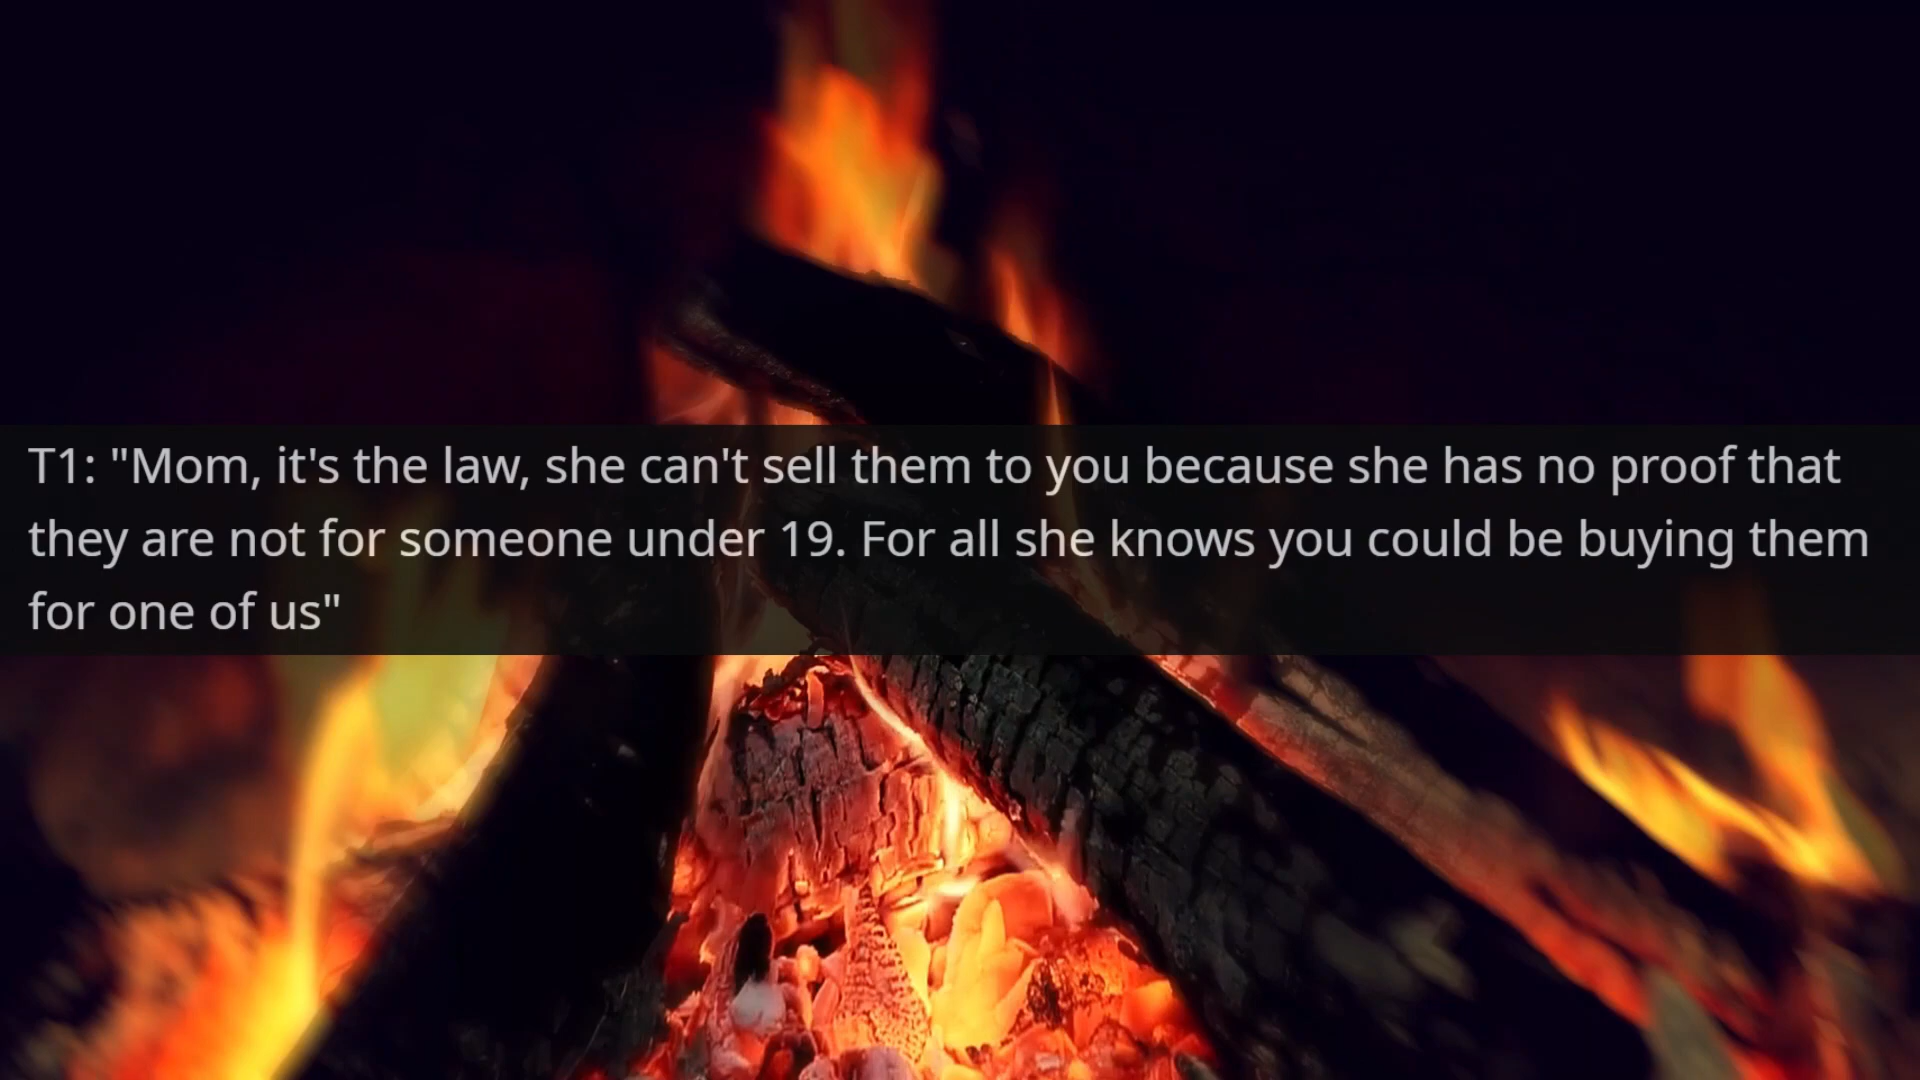 T1: "Mom, it's the law, she can't sell them to you because she has no proof that
they are not for someone under 19. For all she knows you could be buying them
for one of us"